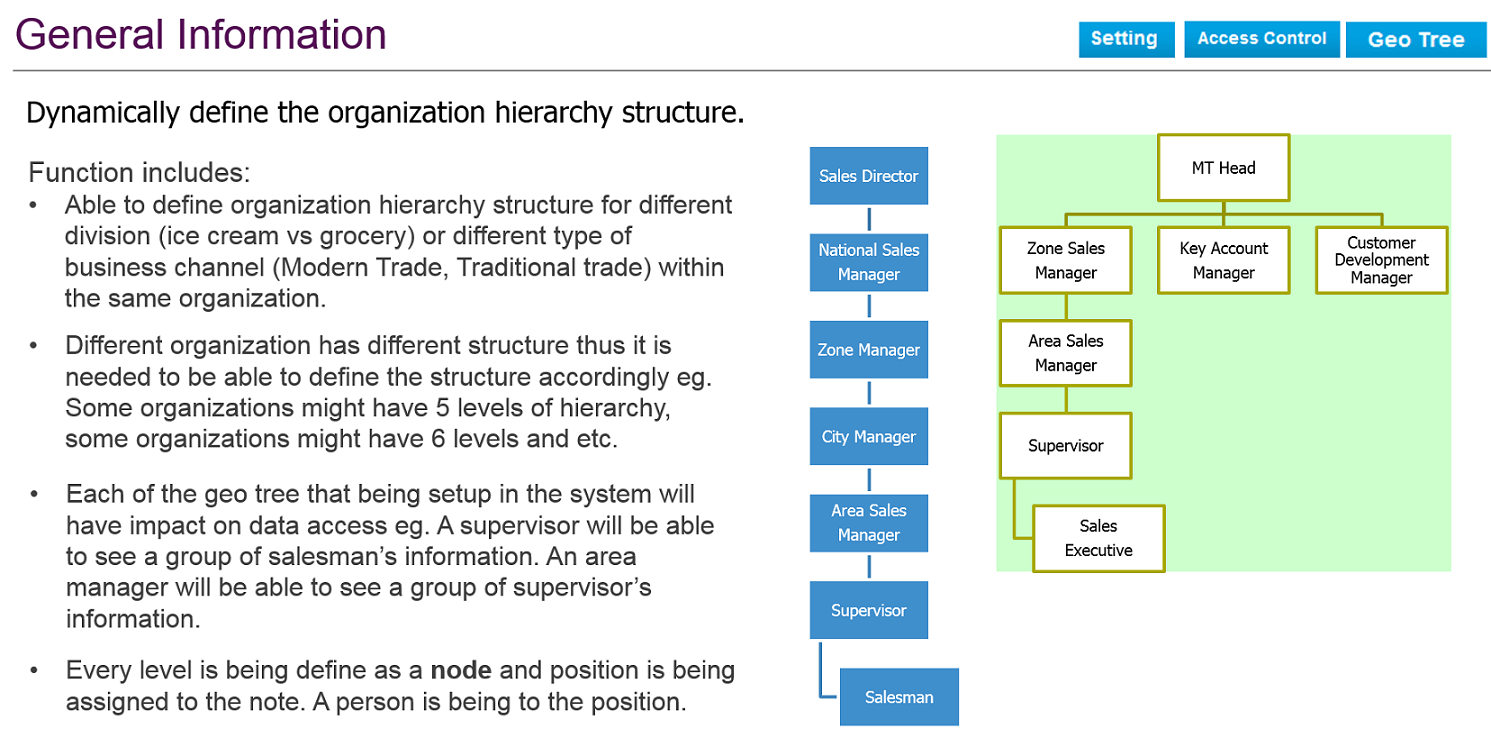 General Information
Setting
Access Control
Geo Tree
Dynamically define the organization hierarchy structure.
Function includes:
• Able to define organization hierarchy structure for different
division (ice cream vs grocery) or different type of
business channel (Modern Trade, Traditional trade) within
the same organization.
• Different organization has different structure thus it is
needed to be able to define the structure accordingly eg.
Some organizations might have 5 levels of hierarchy,
some organizations might have 6 levels and etc.
• Each of the geo tree that being setup in the system will
have impact on data access eg. A supervisor will be able
to see a group of salesman’s information. An area
manager will be able to see a group of supervisor’s
information.
• Every level is being define as a node and position is being
assigned to the note. A person is being to the position.
Sales Director
National Sales
Manager
Zone Manager
City Manager
Area Sales
Manager
Supervisor
Salesman
MT Head
Zone Sales
Manager
Key Account
Manager
Customer
Development
Manager
Area Sales
Manager
Supervisor
Sales
Executive